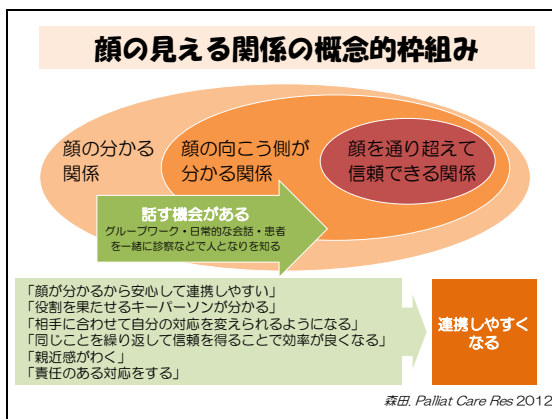 顔の見える関係の概念的枠組み
顔の分かる
関係
顔の向こう側が
分かる関係
顔を通り超えて
信頼できる関係
話す機会がある
グループワーク・日常的な会話・患者
を一緒に診察などで人となりを知る
「顔が分かるから安心して連携しやすい」
「役割を果たせるキーパーソンが分かる」
「相手に合わせて自分の対応を変えられるようになる」
「同じことを繰り返して信頼を得ることで効率が良くなる」
「親近感がわく」
「責任のある対応をする」
連携しやすく
なる
森田. Palliat Care Res 2012